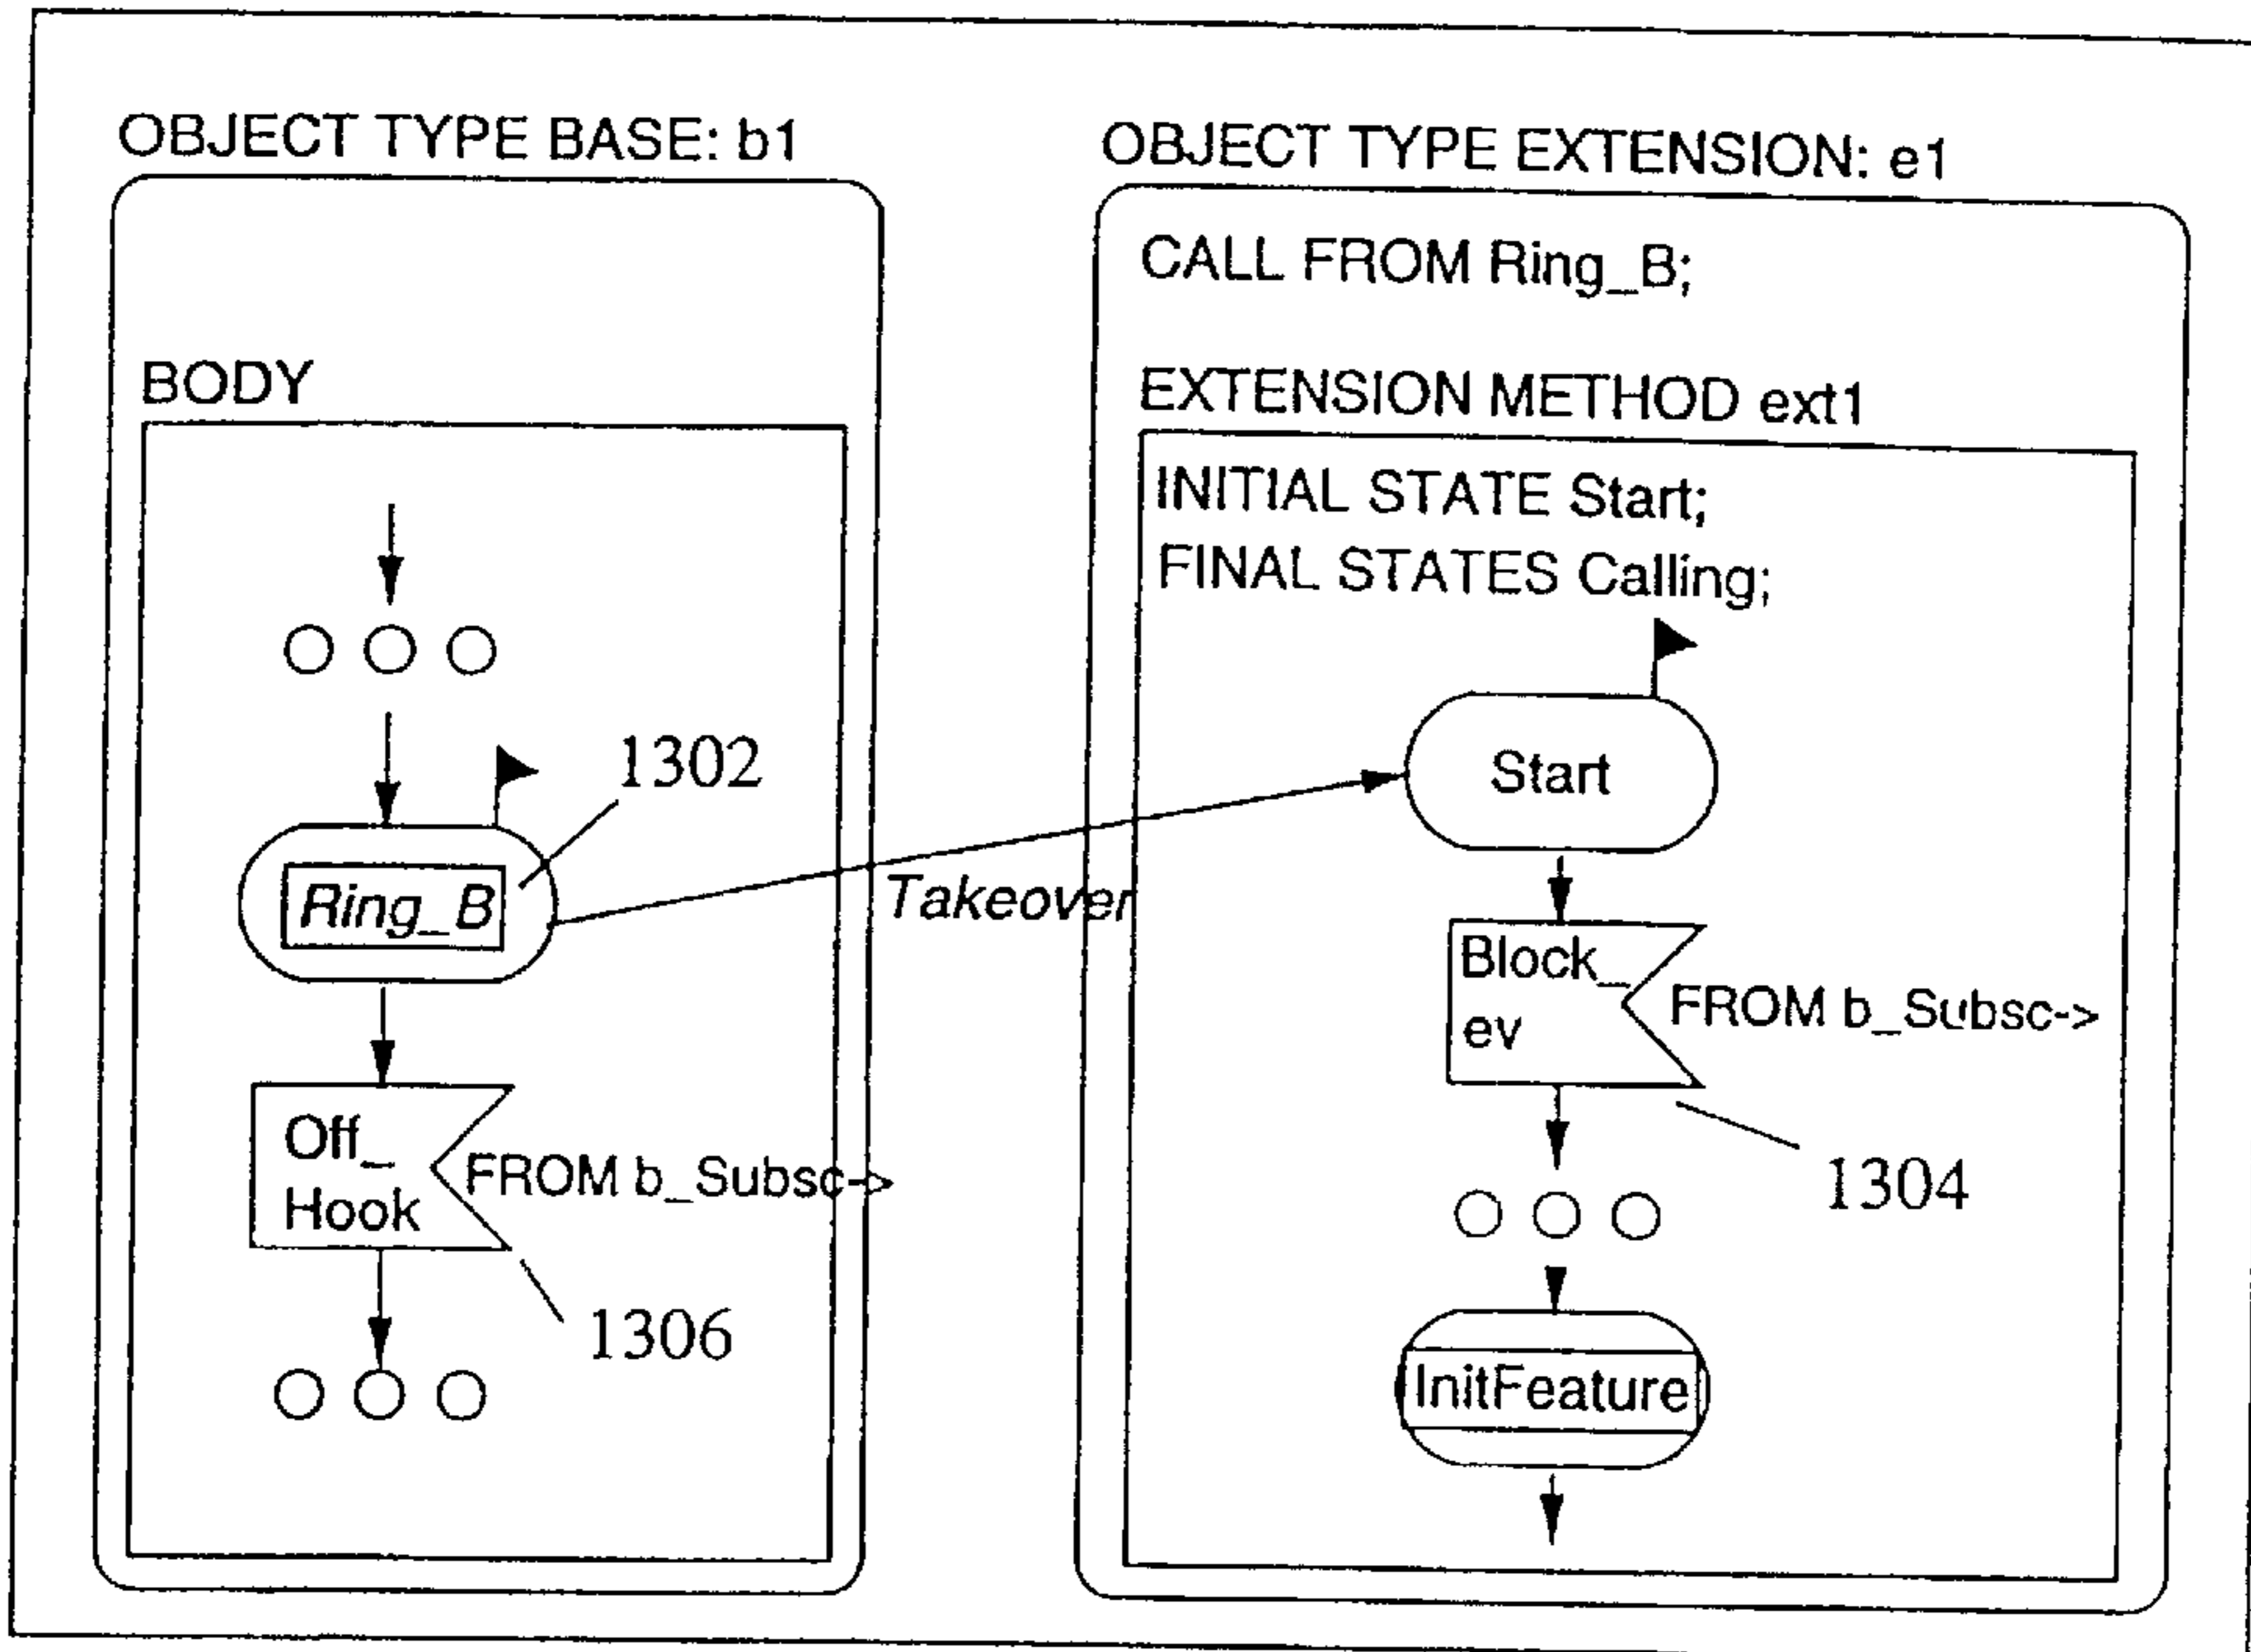 OBJECT TYPE BASE: b1
BODY
1302
Ring_B
Off_
Hook
FROM b_Subsc->
1306
Takeover
OBJECT TYPE EXTENSION: e1
CALL FROM Ring_B;
EXTENSION METHOD ext1
INITIAL STATE Start;
FINAL STATES Calling;
Start
Block_
ev
FROM b_Subsc->
1304
InitFeature